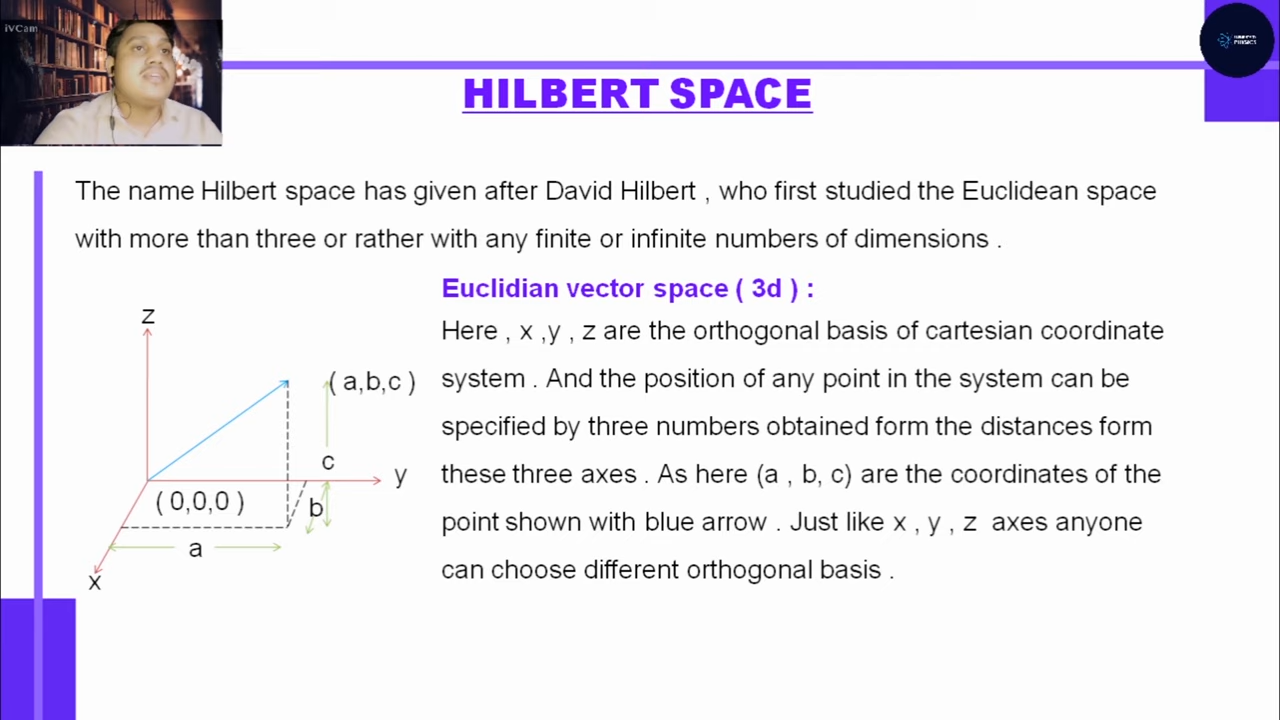 iVCam
HILBERT SPACE
The name Hilbert space has given after David Hilbert , who first studied the Euclidean space
with more than three or rather with any finite or infinite numbers of dimensions .
Euclidian vector space ( 3d ) :
Here , x ,y , z are the orthogonal basis of cartesian coordinate
system . And the position of any point in the system can be
specified by three numbers obtained form the distances form
these three axes . As here (a , b, c) are the coordinates of the
point shown with blue arrow . Just like x , y , z axes anyone
can choose different orthogonal basis .
z
( a,b,c )
c
y
( 0,0,0 )
b
a
x